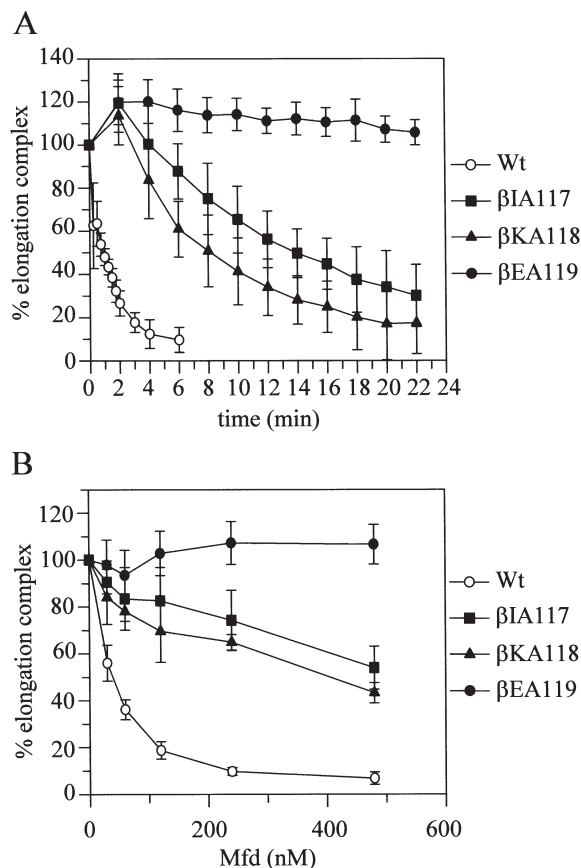 A
140
120
100
80
60
40
20
0
% elongation complex
0 2 4 6 8 10 12 14 16 18 20 22 24
time (min)
Wt
βIA117
βKA118
βEA119
B
120
100
80
60
40
20
0
% elongation complex
0 200 400 600
Mfd (nM)
Wt
βIA117
βKA118
βEA119